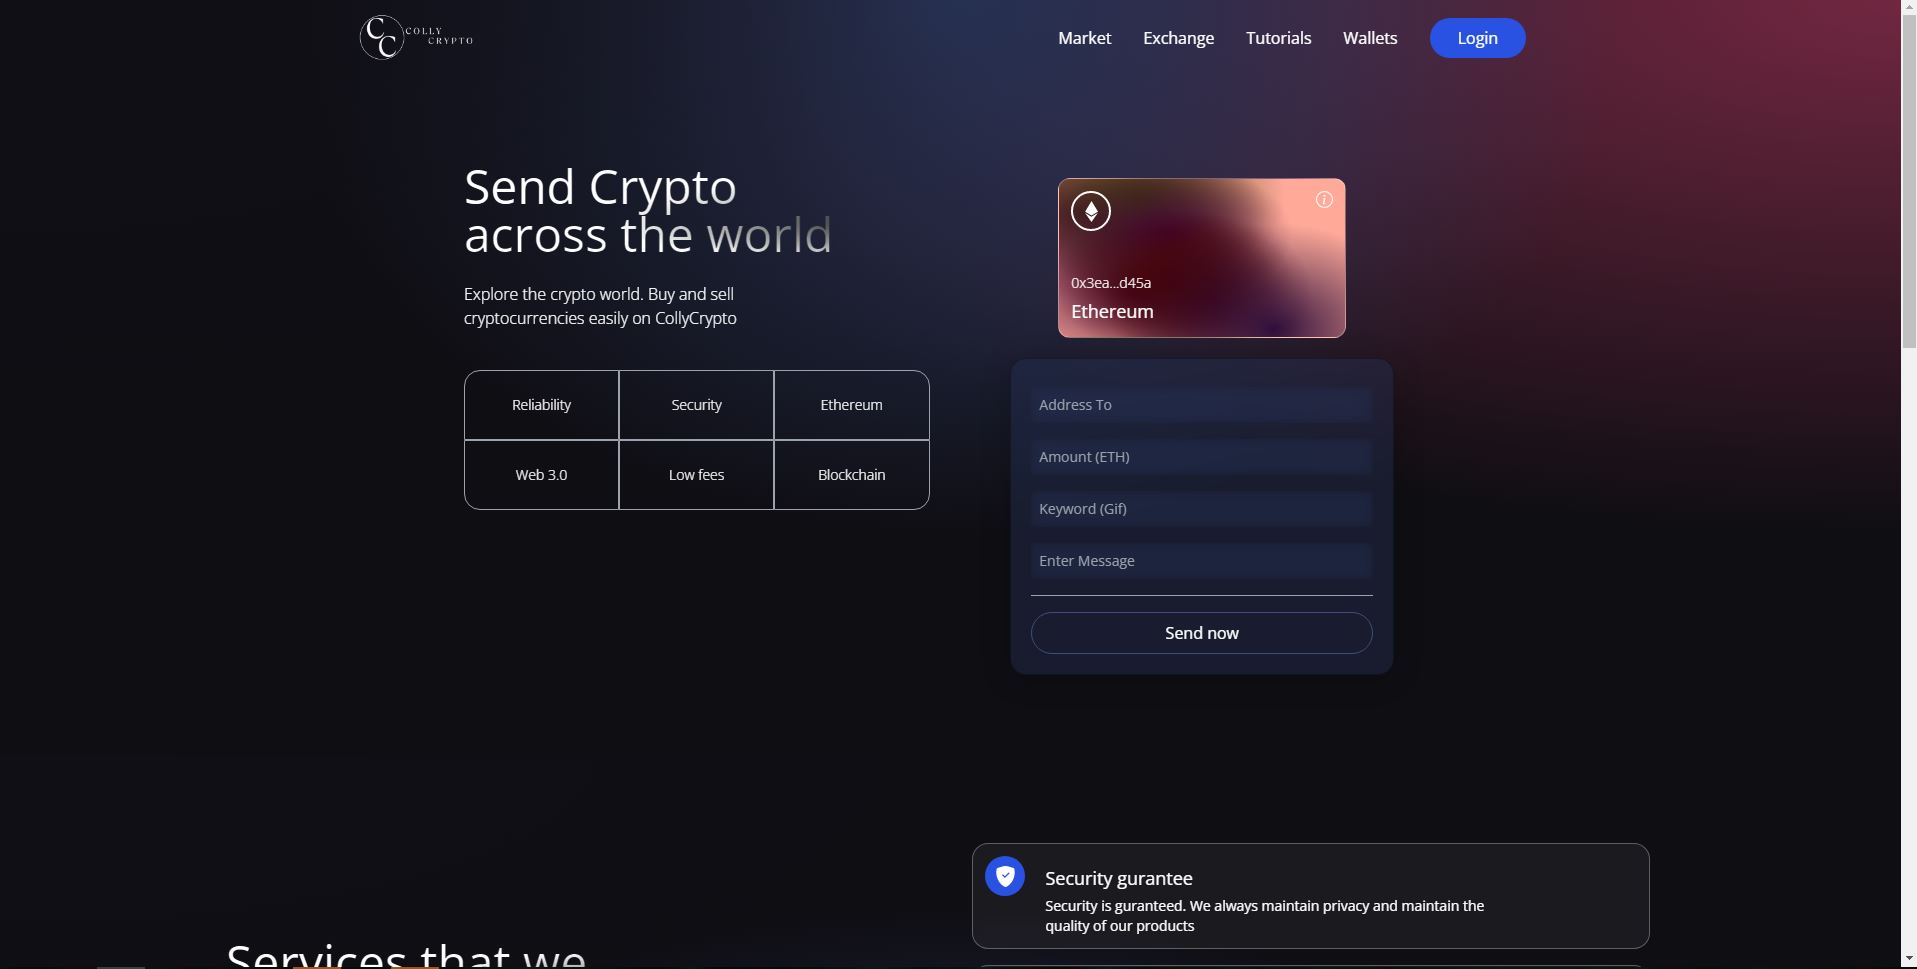 COLLY
CRYPTO
Market
Exchange
Tutorials
Wallets
Login
Send Crypto
across the world
Explore the crypto world. Buy and sell
cryptocurrencies easily on CollyCrypto
Reliability
Security
Ethereum
Web 3.0
Low fees
Blockchain
0x3ea...d45a
Ethereum
Address To
Amount (ETH)
Keyword (Gif)
Enter Message
Send now
Security gurantee
Security is guranteed. We always maintain privacy and maintain the
quality of our products
Services that we